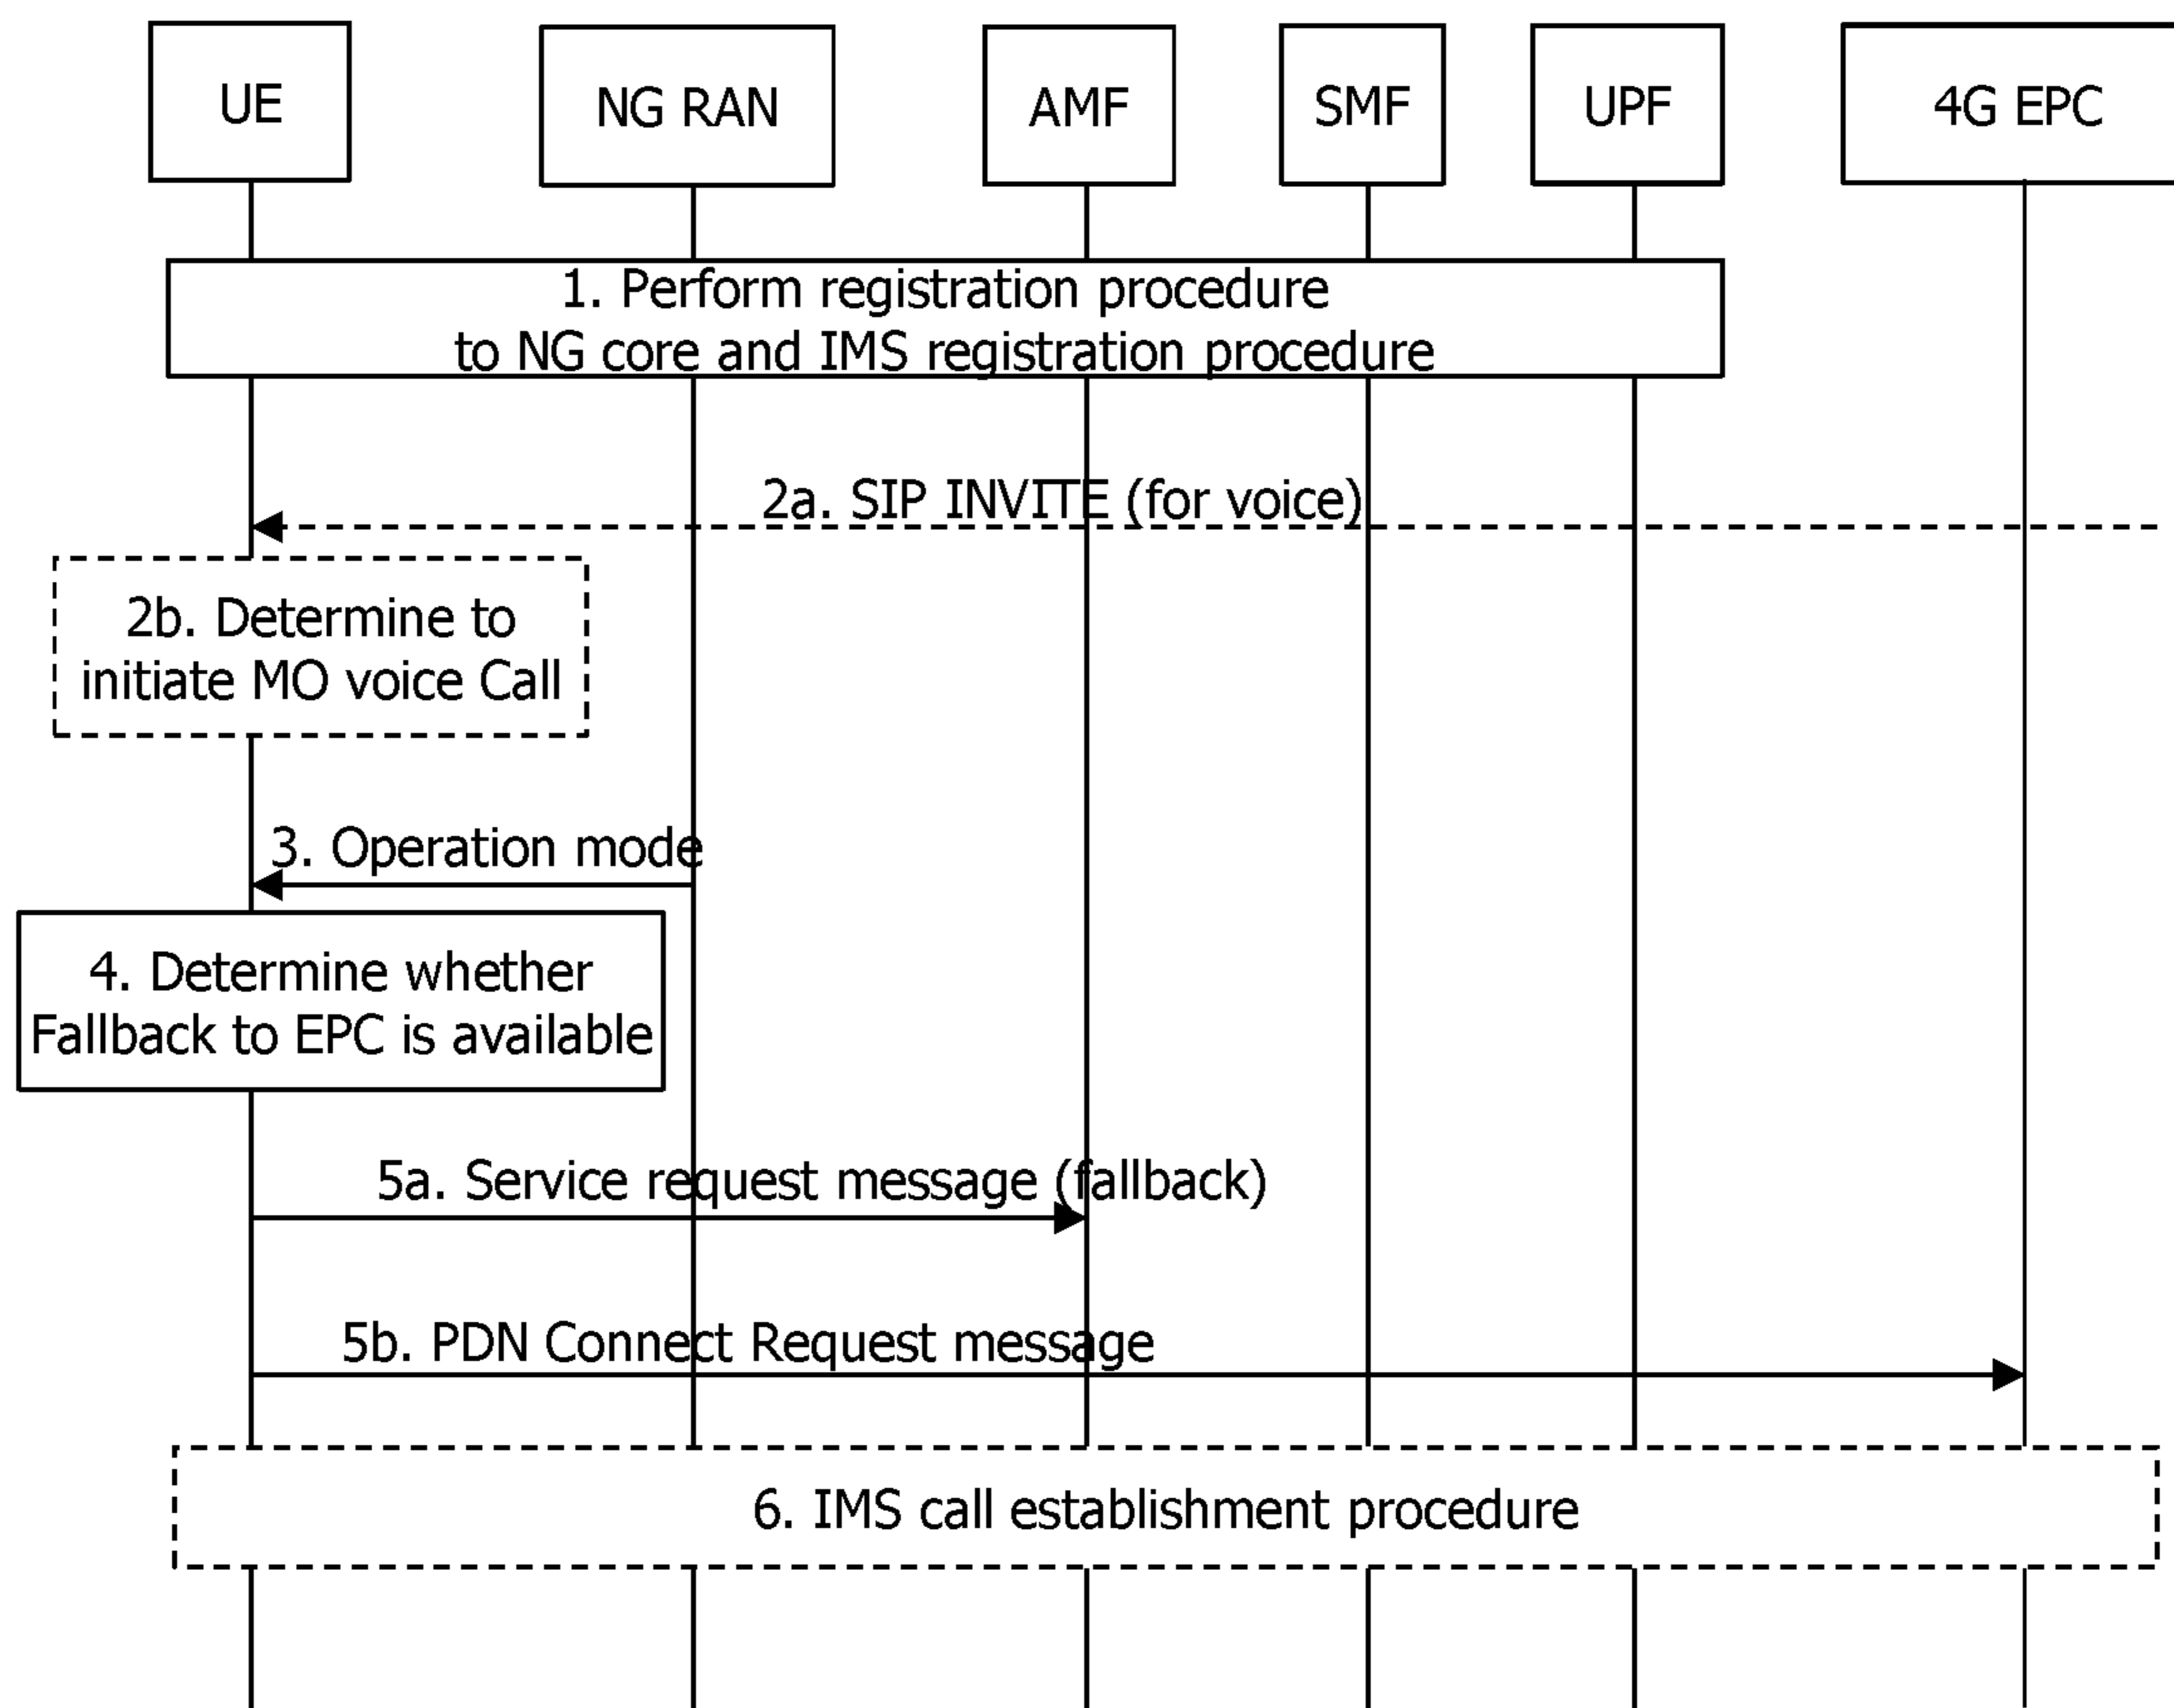 UE
NG RAN
AMF
SMF
UPF
4G EPC
1. Perform registration procedure
to NG core and IMS registration procedure
2a. SIP INVITE (for voice)
2b. Determine to
initiate MO voice Call
3. Operation mode
4. Determine whether
Fallback to EPC is available
5a. Service request message (fallback)
5b. PDN Connect Request message
6. IMS call establishment procedure